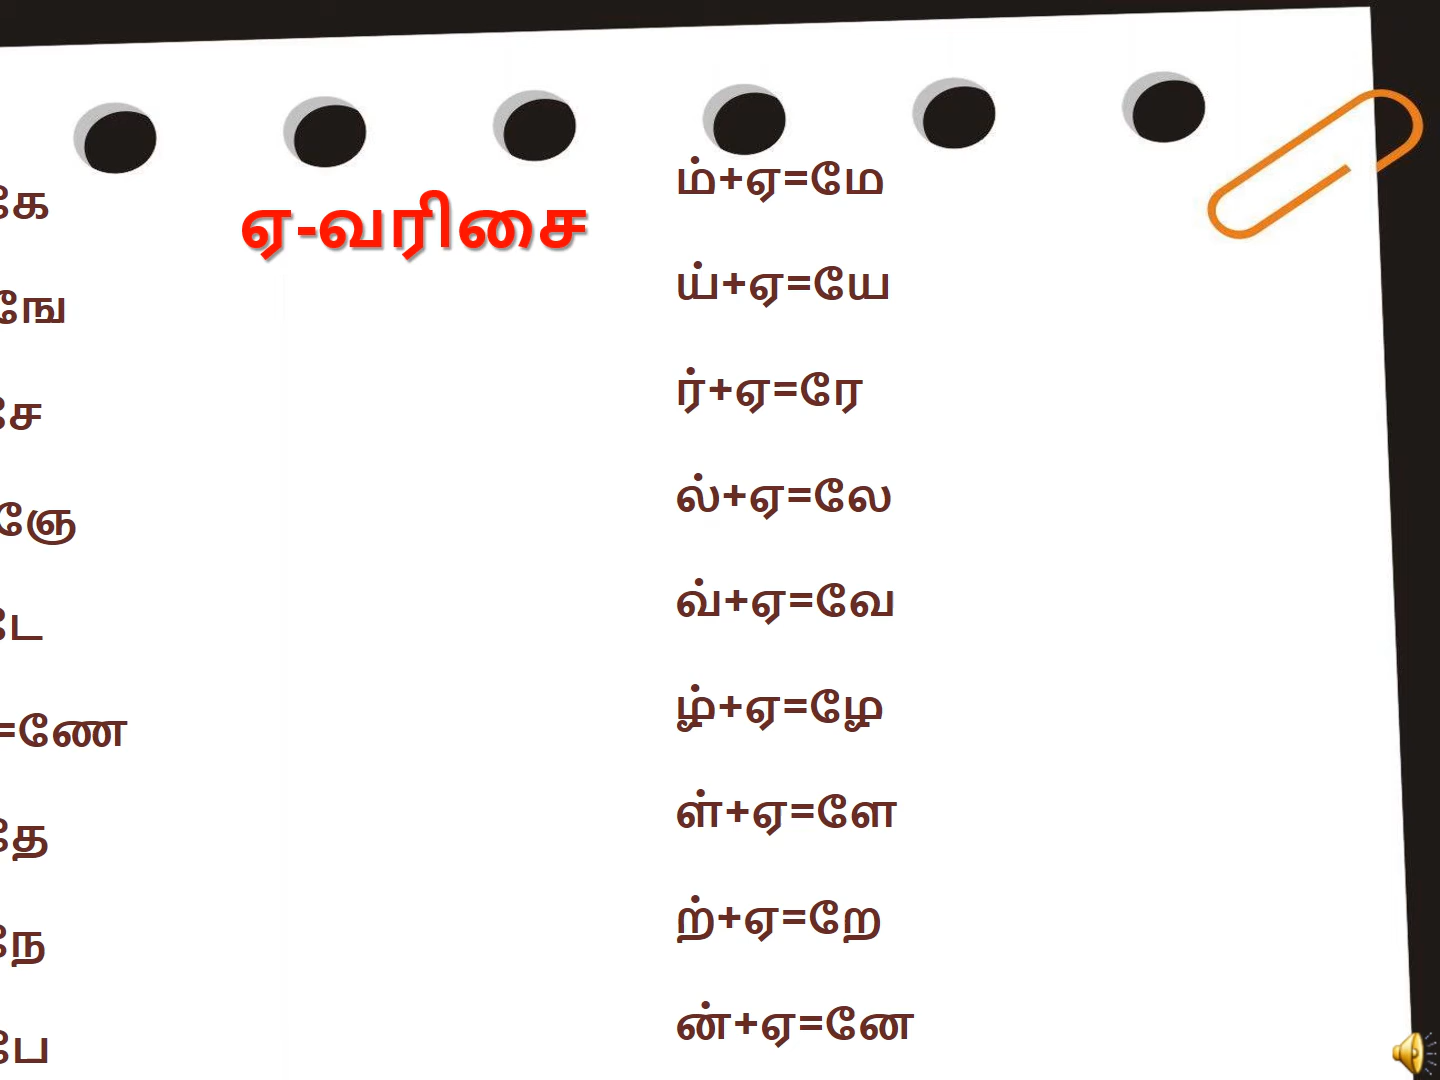 ஏ-வரிசை
கே
ஙே
சே
ஞே
டே
=ணே
தே
நே
பே
ம்+ஏ=மே
ய்+ஏ=யே
ர்+ஏ=ரே
ல்+ஏ=லே
வ்+ஏ=வே
ழ்+ஏ=ழே
ள்+ஏ=ளே
ற்+ஏ=றே
ன்+ஏ=னே